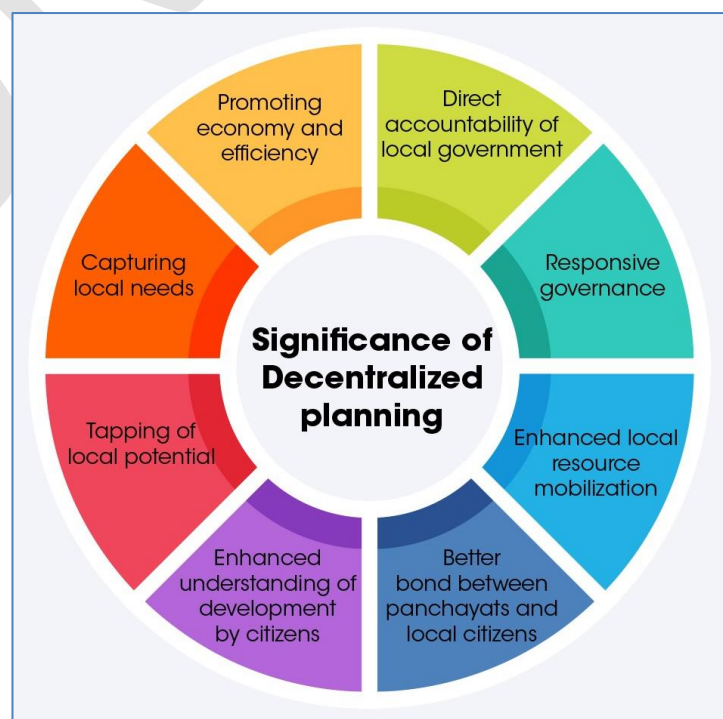 Significance of
Decentralized
planning
Direct
accountability of
local government
Responsive
governance
Enhanced local
resource
mobilization
Better
bond between
panchayats and
local citizens
Enhanced
understanding of
development
by citizens
Tapping of
local potential
Capturing
local needs
Promoting
economy and
efficiency